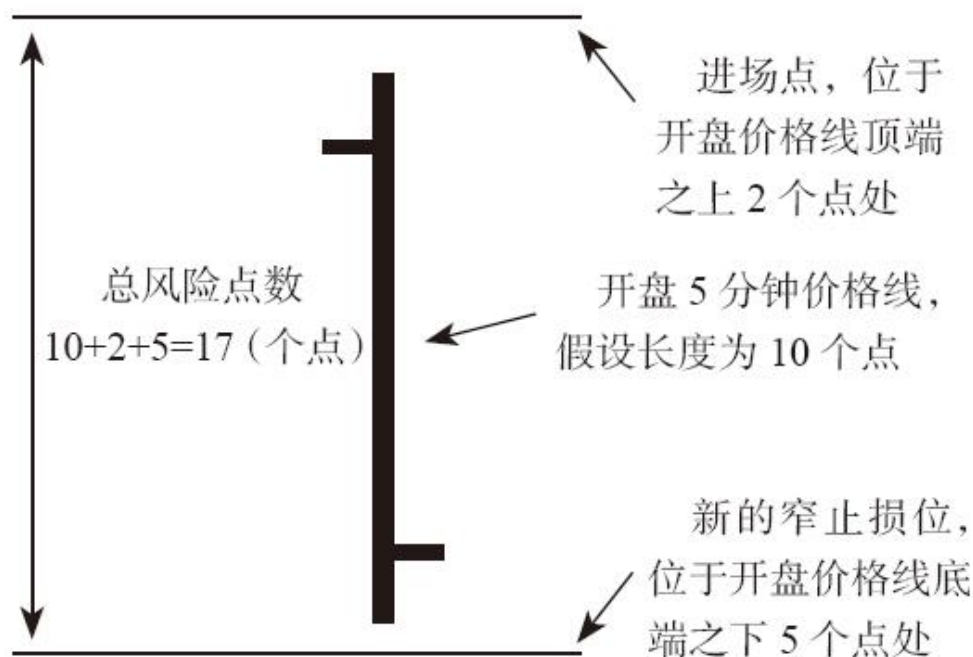 进场点，位于
开盘价格线顶端
之上 2 个点处
总风险点数
10+2+5=17（个点）
开盘 5 分钟价格线，
假设长度为 10 个点
新的窄止损位，
位于开盘价格线底
端之下 5 个点处